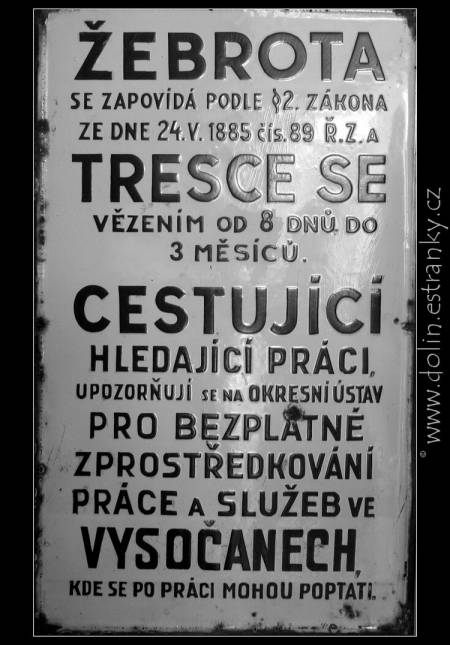 ŽEBROTA
SE ZAPOVÍDÁ PODLE §2. ZÁKONA
ZE DNE 24.V. 1885 čís.89 Ř.Z. A
TRESCE SE
VĚZENÍM OD 8 DNŮ DO
3 MĚSÍCŮ.
CESTUJÍCÍ
HLEDAJÍCÍ PRÁCI,
UPOZORŇUJÍ SE NA OKRESNÍ ÚSTAV
PRO BEZPLATNÉ
ZPROSTŘEDKOVÁNÍ
PRÁCE A SLUŽEB VE
VYSOČANECH,
KDE SE PO PRÁCI MOHOU POPTATI.
© www.dolin.estranky.cz